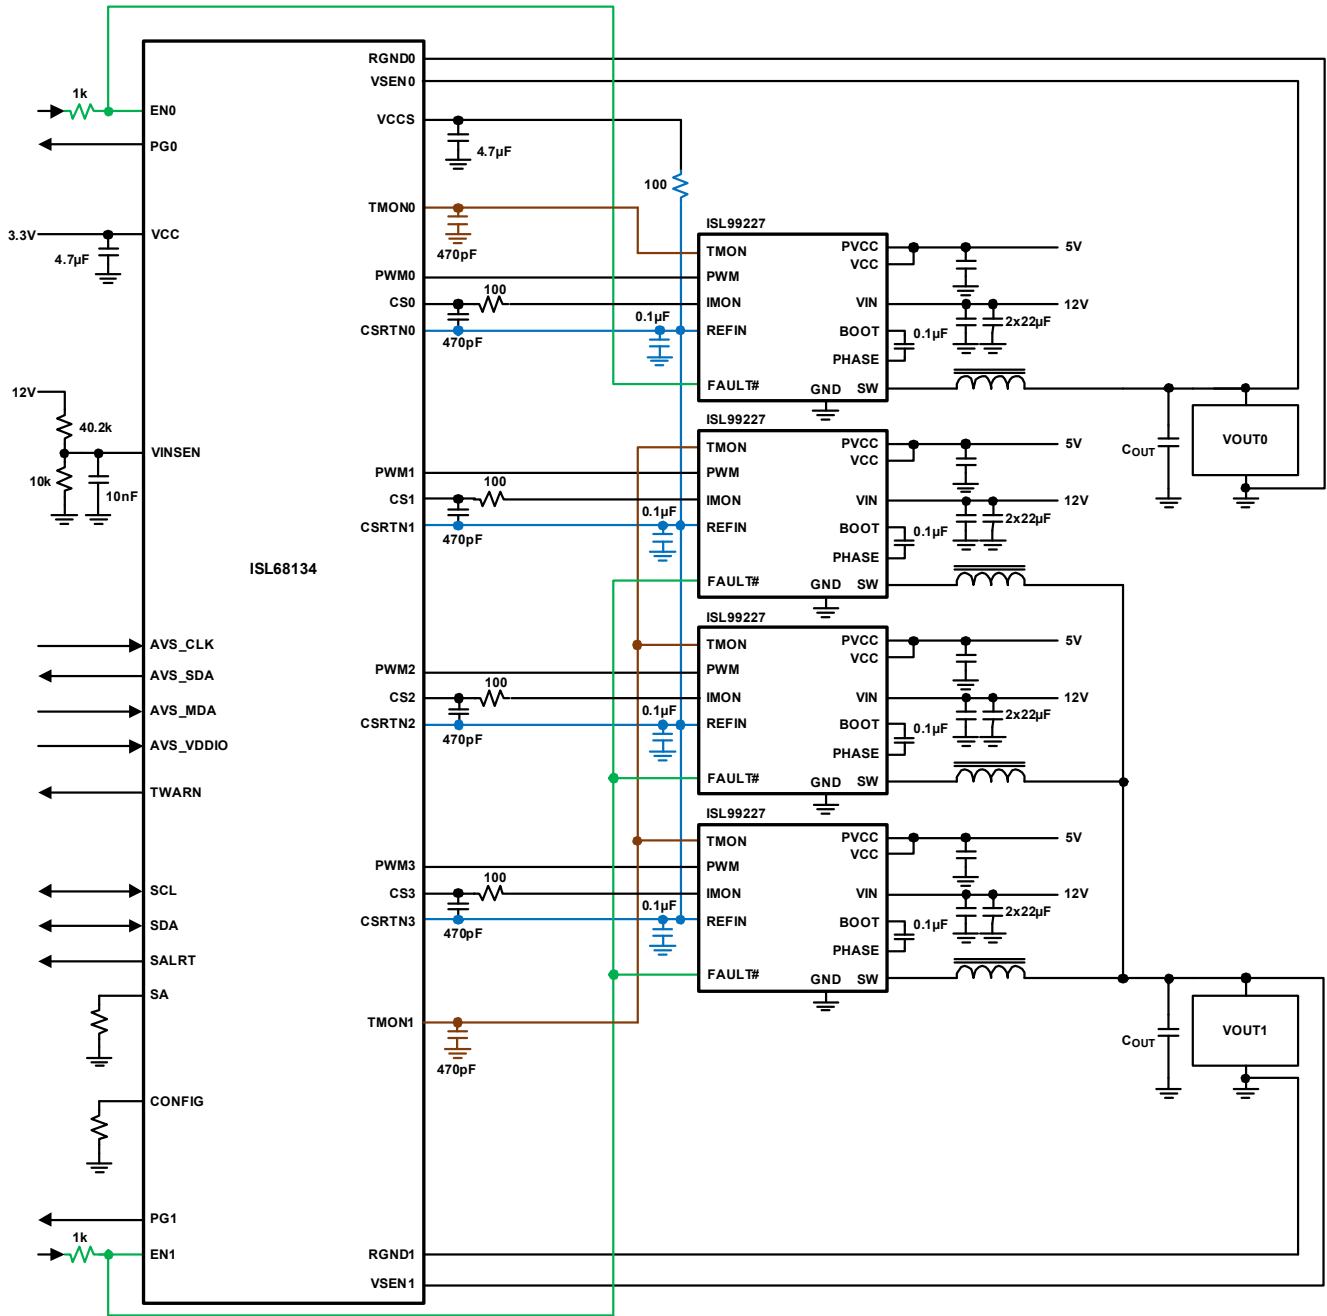 RGND0
VSEN0
1k
EN0
VCCS
PG0
4.7µF
100
TMON0
ISL99227
3.3V
VCC
470pF
4.7µF
TMON
PVCC
5V
VCC
PWM0
PWM
100
CS0
IMON
VIN
12V
0.1µF
2x22µF
CSRTN0
REFIN
BOOT
0.1µF
470pF
PHASE
FAULT#
GND
SW
12V
40.2k
ISL99227
VOUT0
TMON
PVCC
5V
COUT
VINSEN
VCC
PWM1
PWM
10k
100
10nF
CS1
IMON
VIN
12V
0.1µF
2x22µF
CSRTN1
REFIN
BOOT
0.1µF
470pF
PHASE
ISL68134
FAULT#
GND
SW
ISL99227
AVS_CLK
TMON
PVCC
5V
VCC
AVS_SDA
PWM2
PWM
100
CS2
IMON
VIN
12V
AVS_MDA
0.1µF
2x22µF
CSRTN2
REFIN
BOOT
0.1µF
470pF
AVS_VDDIO
PHASE
FAULT#
GND
SW
TWARN
ISL99227
TMON
PVCC
5V
VCC
PWM3
PWM
100
SCL
CS3
IMON
VIN
12V
0.1µF
2x22µF
SDA
CSRTN3
REFIN
BOOT
0.1µF
470pF
PHASE
SALRT
FAULT#
GND
SW
SA
TMON1
VOUT1
COUT
470pF
CONFIG
PG1
1k
EN1
RGND1
VSEN1